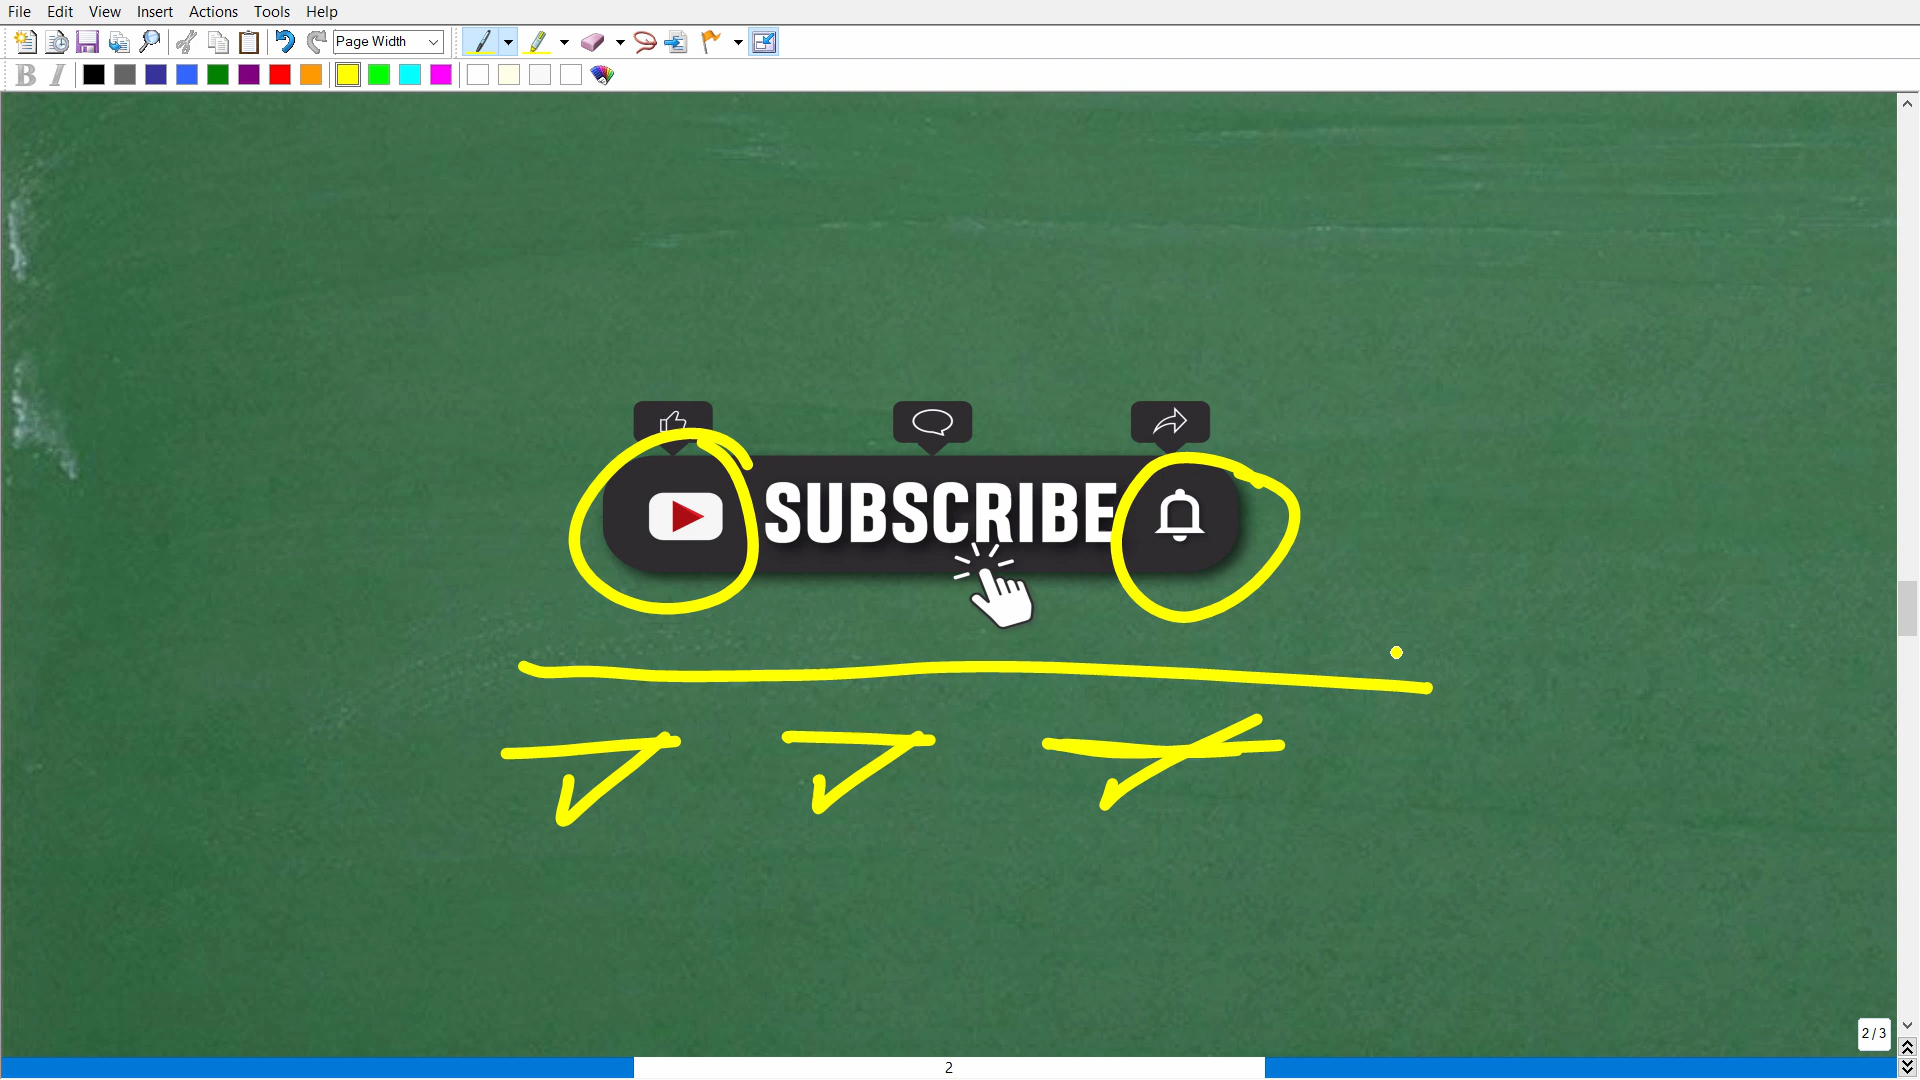 File Edit View Insert Actions Tools Help
Page Width
B I
SUBSCRIBE
2 / 3
2